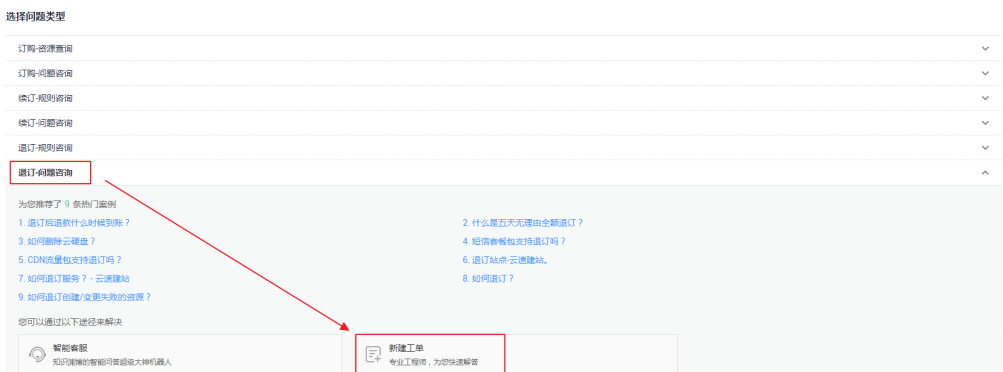 选择问题类型
订购-资源查询
订购-问题咨询
续订-规则咨询
续订-问题咨询
退订-规则咨询
退订-问题咨询
为您推荐了 9 条热门案例
1. 退订后退款什么时候到账？
2. 什么是五天无理由全额退订？
3. 如何删除云硬盘？
4. 短信套餐包支持退订吗？
5. CDN流量包支持退订吗？
6. 退订站点-云速建站。
7. 如何退订服务？ - 云速建站
8. 如何退订？
9. 如何退订创建/变更失败的资源？
您可以通过以下途径来解决
智能客服
新建工单
知识渊博的智能问答超级大神机器人
专业工程师，为您快速解答